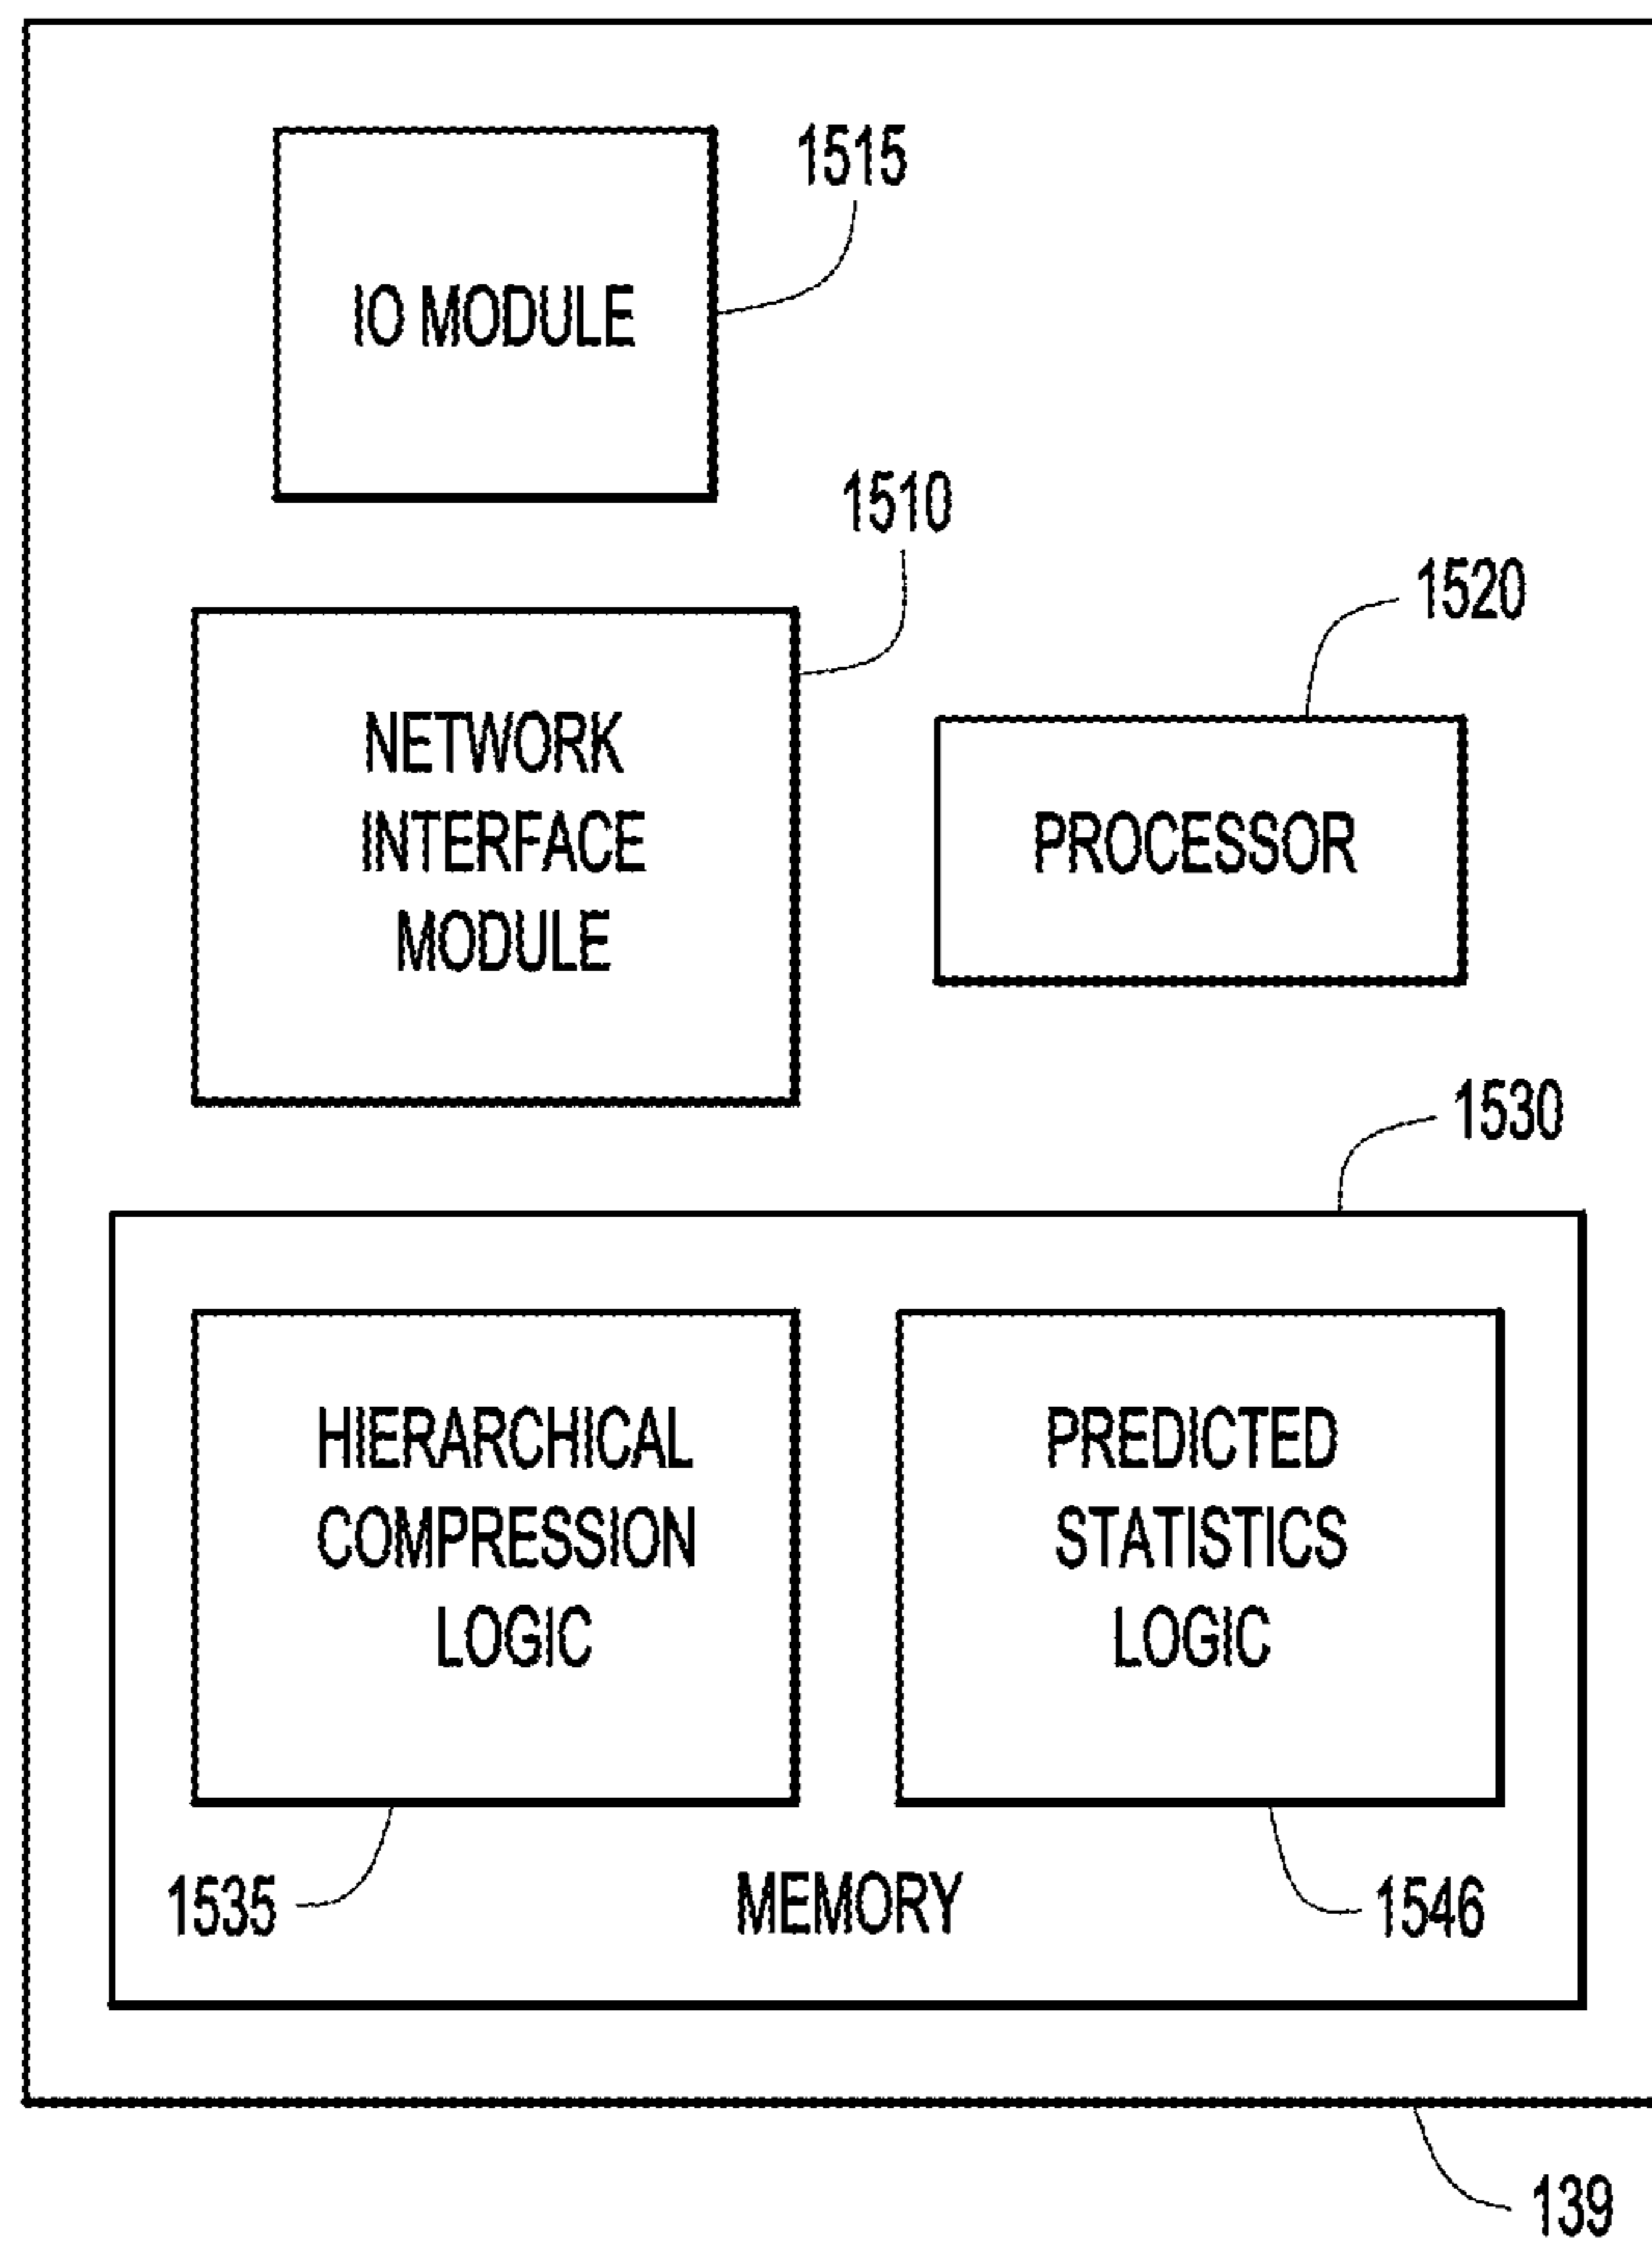 1515
IO MODULE
1510
NETWORK
INTERFACE
MODULE
1520
PROCESSOR
1530
HIERARCHICAL
COMPRESSION
LOGIC
PREDICTED
STATISTICS
LOGIC
1535
MEMORY
1546
139